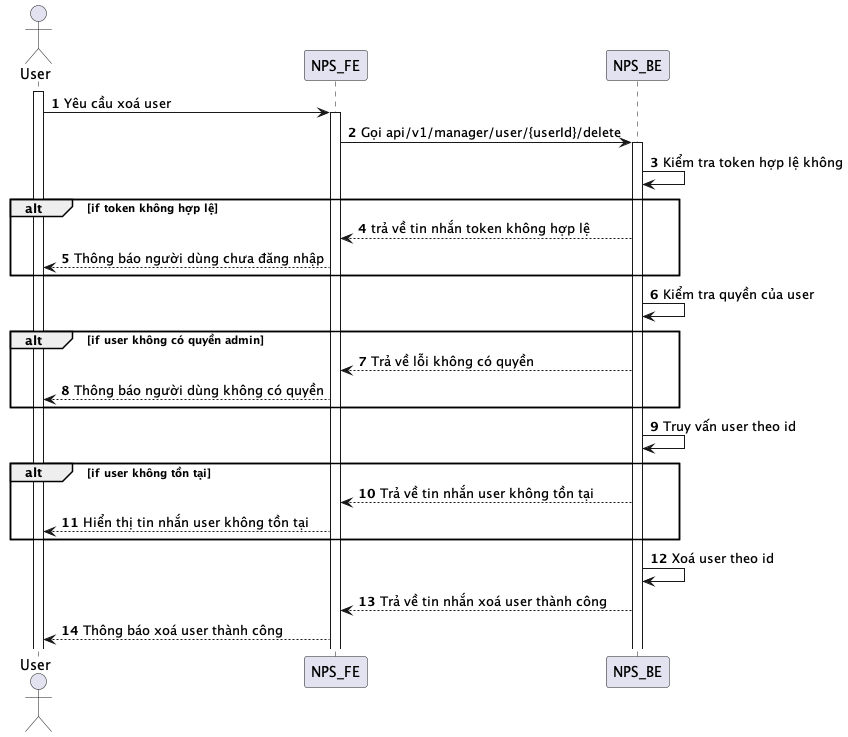 User
NPS_FE
NPS_BE
1 Yêu cầu xoá user
2 Gọi api/v1/manager/user/{userId}/delete
3 Kiểm tra token hợp lệ không
alt [if token không hợp lệ]
4 trả về tin nhắn token không hợp lệ
5 Thông báo người dùng chưa đăng nhập
6 Kiểm tra quyền của user
alt [if user không có quyền admin]
7 Trả về lỗi không có quyền
8 Thông báo người dùng không có quyền
9 Truy vấn user theo id
alt [if user không tồn tại]
10 Trả về tin nhắn user không tồn tại
11 Hiển thị tin nhắn user không tồn tại
12 Xoá user theo id
13 Trả về tin nhắn xoá user thành công
14 Thông báo xoá user thành công
User
NPS_FE
NPS_BE